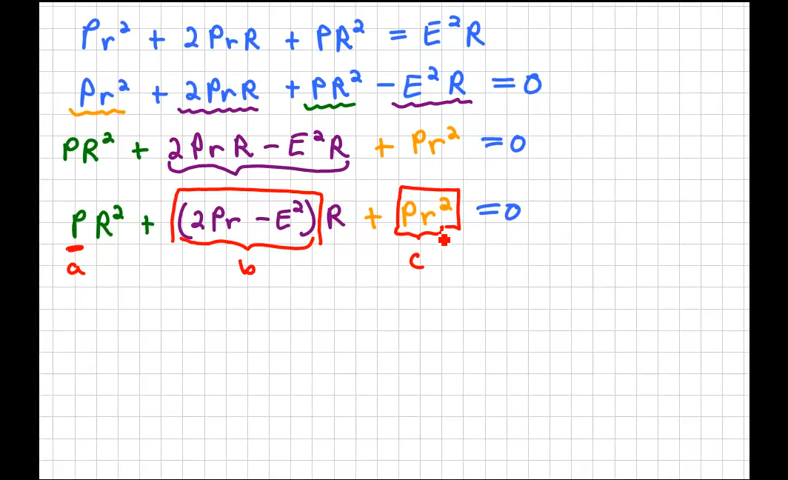 Pr² + 2PrR + PR² = E²R
Pr² + 2PrR + PR² - E²R = 0
PR² + 2PrR - E²R + Pr² = 0
PR² + (2Pr - E²) R + Pr² = 0
a b c